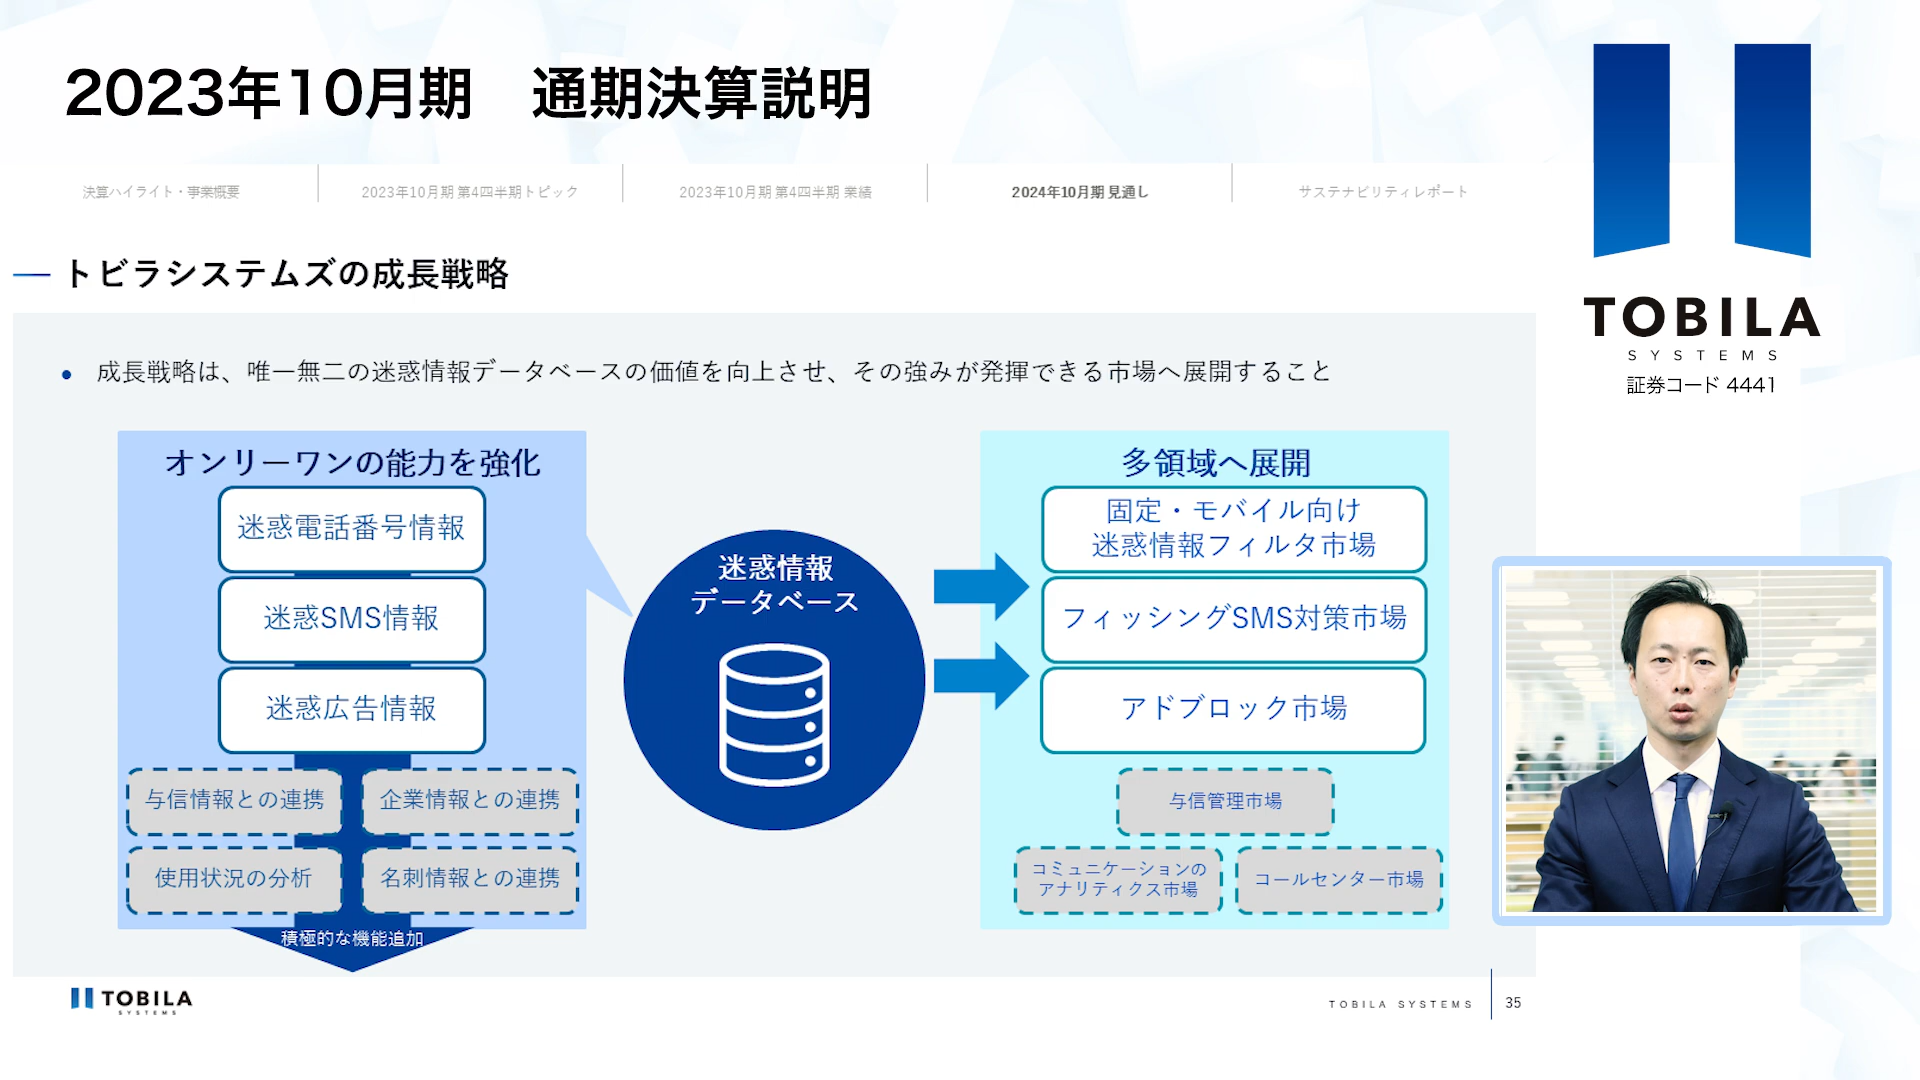 2023年10月期　通期決算説明
TOBILA
SYSTEMS
証券コード 4441
決算ハイライト・事業概要
2023年10月期 第4四半期トピック
2023年10月期 第4四半期 業績
2024年10月期 見通し
サステナビリティレポート
トビラシステムズの成長戦略
• 成長戦略は、唯一無二の迷惑情報データベースの価値を向上させ、その強みが発揮できる市場へ展開すること
オンリーワンの能力を強化
迷惑電話番号情報
迷惑SMS情報
迷惑広告情報
与信情報との連携
企業情報との連携
使用状況の分析
名刺情報との連携
積極的な機能追加
迷惑情報
データベース
多領域へ展開
固定・モバイル向け
迷惑情報フィルタ市場
フィッシングSMS対策市場
アドブロック市場
与信管理市場
コミュニケーションの
アナリティクス市場
コールセンター市場
TOBILA
SYSTEMS
TOBILA SYSTEMS
35